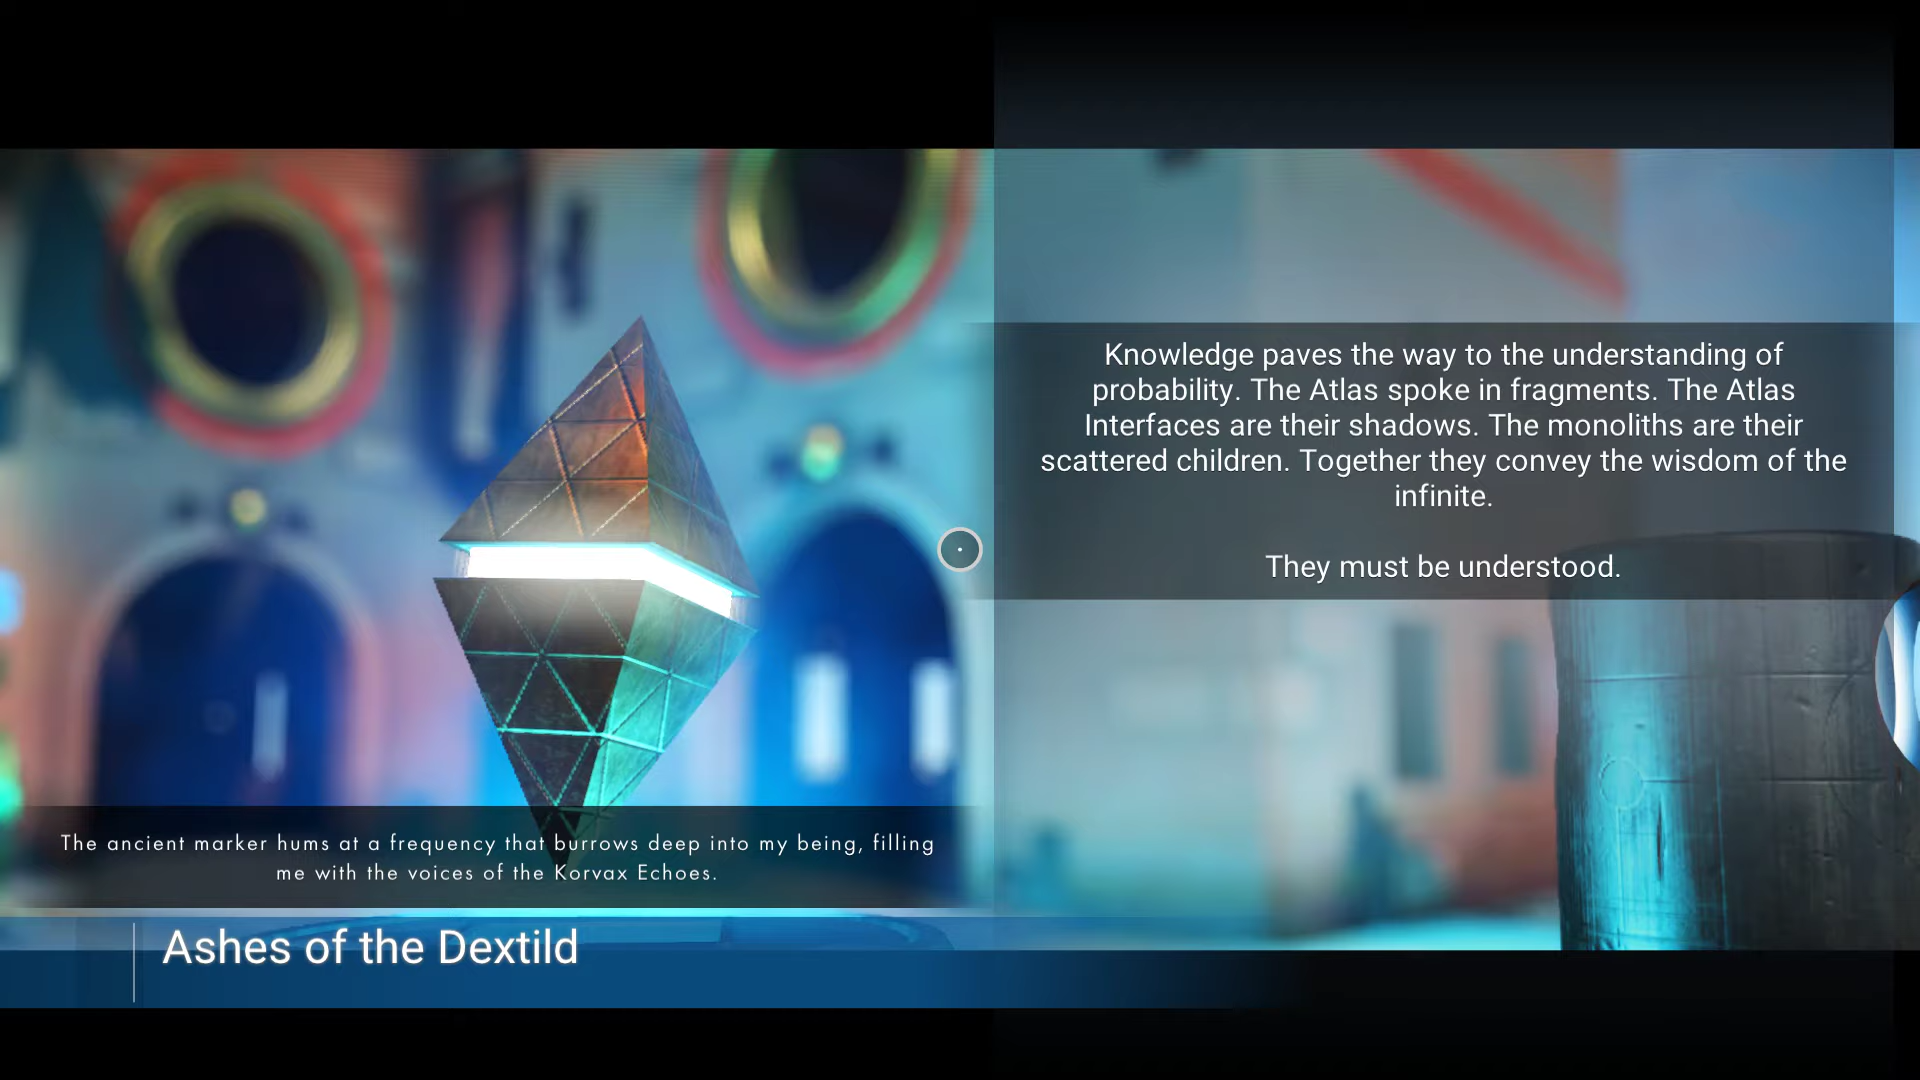 Knowledge paves the way to the understanding of
probability. The Atlas spoke in fragments. The Atlas
Interfaces are their shadows. The monoliths are their
scattered children. Together they convey the wisdom of the
infinite.
They must be understood.
The ancient marker hums at a frequency that burrows deep into my being, filling
me with the voices of the Korvax Echoes.
Ashes of the Dextild